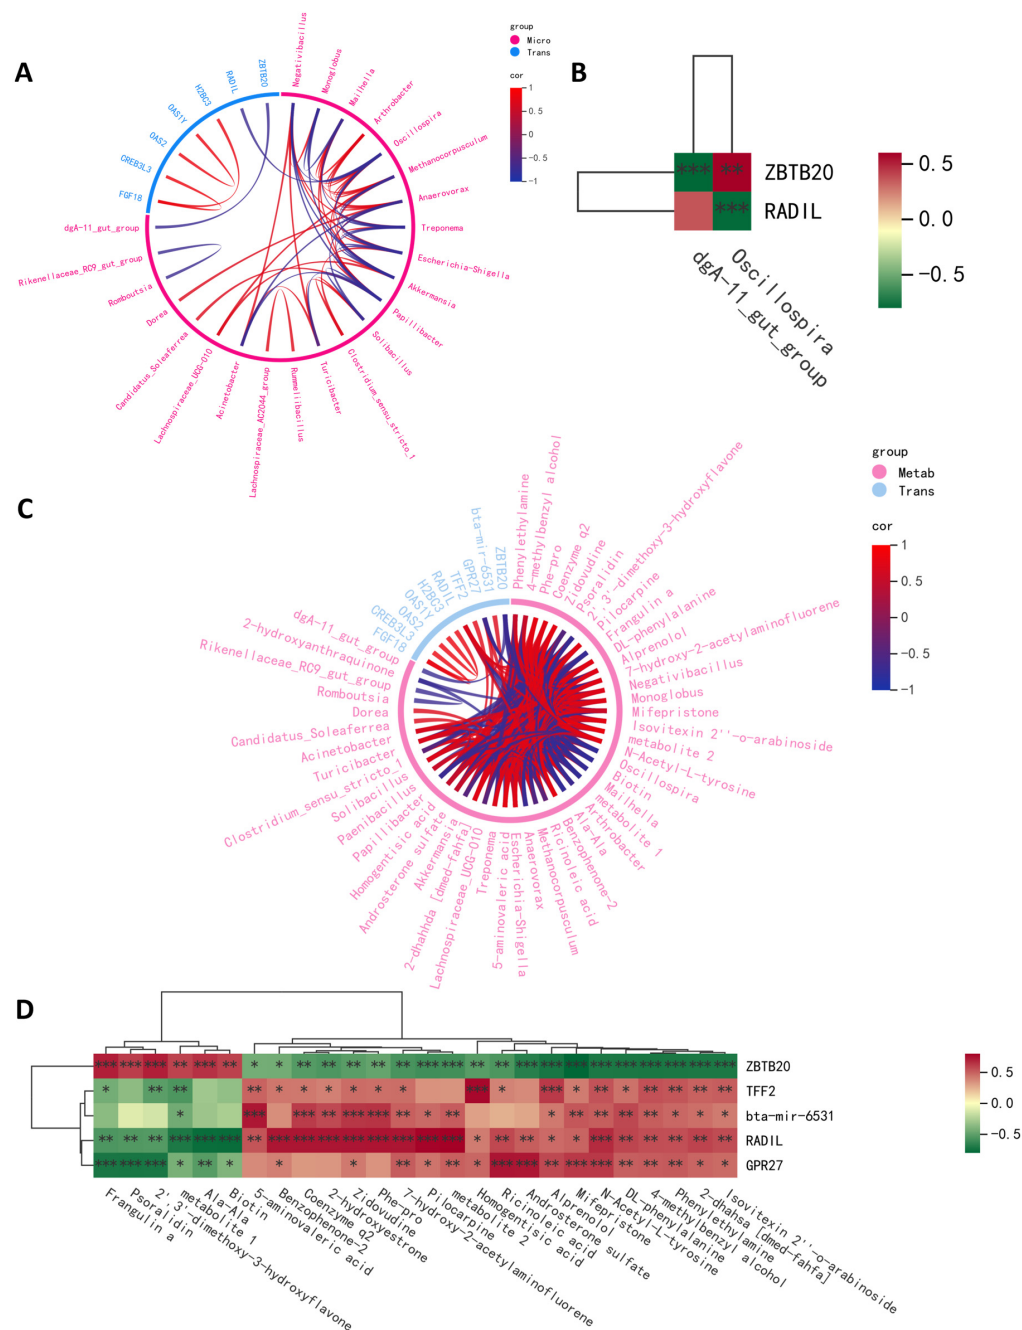 A
group
Micro
Trans
cor
1
0.5
0
-0.5
-1
ZBTB20
RADIL
H2BC3
OAS1Y
OAS2
CREB3L3
FGF18
dgA-11_gut_group
Rikenellaceae_RC9_gut_group
Romboutsia
Dorea
Candidatus_Soleaferrea
Lachnospiraceae_UCG-010
Acinetobacter
Lachnospiraceae_AC2044_group
Rummeliibacillus
Turicibacter
Clostridium_sensu_stricto_1
Solibacillus
Papillibacter
Akkermansia
Escherichia-Shigella
Treponema
Anaerovorax
Methanocorpusculum
Oscillospira
Arthrobacter
Mailhella
Monoglobus
Negativibacillus
B
*** ** ZBTB20
*** RADIL
Oscillospira
dgA-11_gut_group
0.5
0.0
-0.5
C
group
Metab
Trans
cor
1
0.5
0
-0.5
-1
ZBTB20
bta-mir-6531
GPR27
TFF2
RADIL
H2BC3
OAS1Y
OAS2
CREB3L3
FGF18
dgA-11_gut_group
2-hydroxyanthraquinone
Rikenellaceae_RC9_gut_group
Romboutsia
Dorea
Candidatus_Soleaferrea
Acinetobacter
Turicibacter
Clostridium_sensu_stricto_1
Solibacillus
Paenibacillus
Papillibacter
Homogentisic acid
Androsterone sulfate
Akkermansia
2-dhahhda [dmed-fahfa]
Lachnospiraceae_UCG-010
Treponema
5-aminovaleric acid
Escherichia-Shigella
Anaerovorax
Methanocorpusculum
Ricinoleic acid
Benzophenone-2
Ala-Ala
Arthrobacter
metabolite 1
Mailhella
Biotin
Oscillospira
N-Acetyl-L-tyrosine
metabolite 2
Isovitexin 2''-o-arabinoside
Mifepristone
Monoglobus
Negativibacillus
7-hydroxy-2-acetylaminofluorene
Alprenolol
DL-phenylalanine
Frangulin a
Pilocarpine
2',3'-dimethoxy-3-hydroxyflavone
Psoralidin
Zidovudine
Coenzyme q2
Phe-pro
4-methylbenzyl alcohol
Phenylethylamine
D
ZBTB20
TFF2
bta-mir-6531
RADIL
GPR27
Frangulin a
Psoralidin
2',3'-dimethoxy-3-hydroxyflavone
metabolite 1
Ala-Ala
Biotin
5-aminovaleric acid
Benzophenone-2
Coenzyme q2
2-hydroxyestrone
Zidovudine
Phe-pro
7-hydroxy-2-acetylaminofluorene
Pilocarpine
metabolite 2
Homogentisic acid
Ricinoleic acid
Androsterone sulfate
Alprenolol
Mifepristone
N-Acetyl-L-tyrosine
DL-phenylalanine
4-methylbenzyl alcohol
Phenylethylamine
2-dhahsa [dmed-fahfa]
Isovitexin 2''-o-arabinoside
0.5
0.0
-0.5